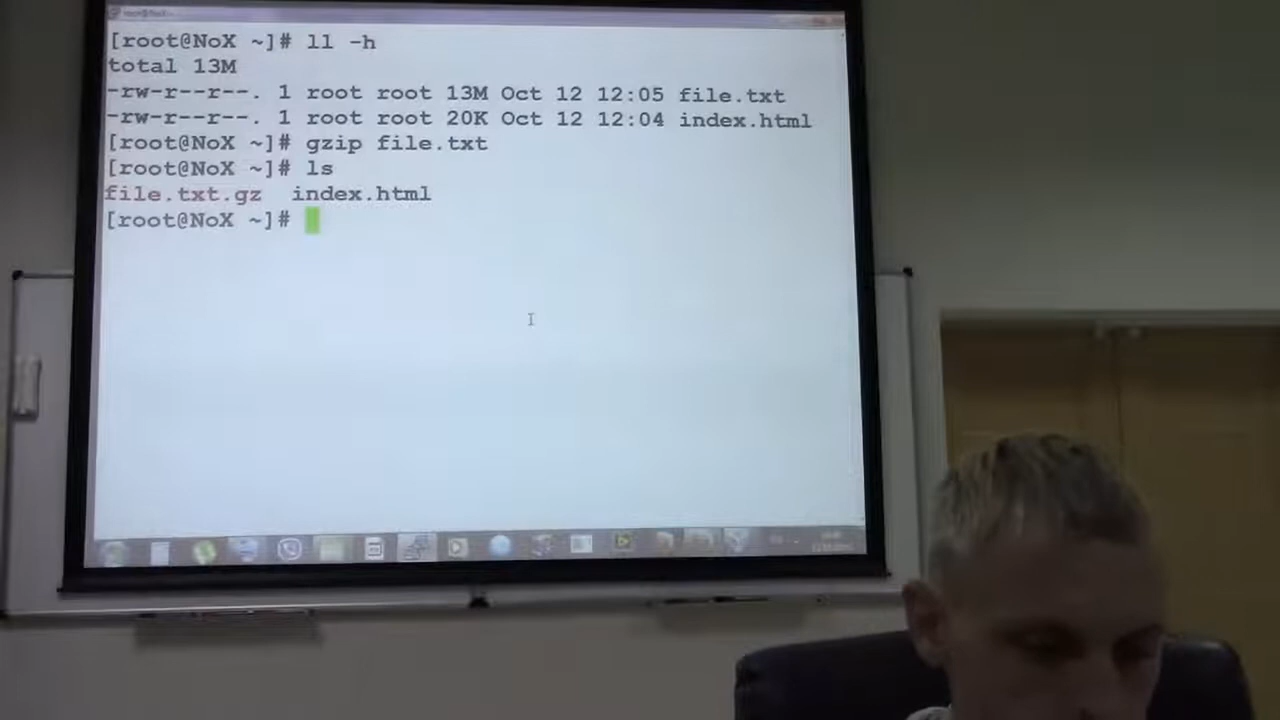 [root@NoX ~]# ll -h
total 13M
-rw-r--r--. 1 root root 13M Oct 12 12:05 file.txt
-rw-r--r--. 1 root root 20K Oct 12 12:04 index.html
[root@NoX ~]# gzip file.txt
[root@NoX ~]# ls
file.txt.gz index.html
[root@NoX ~]#